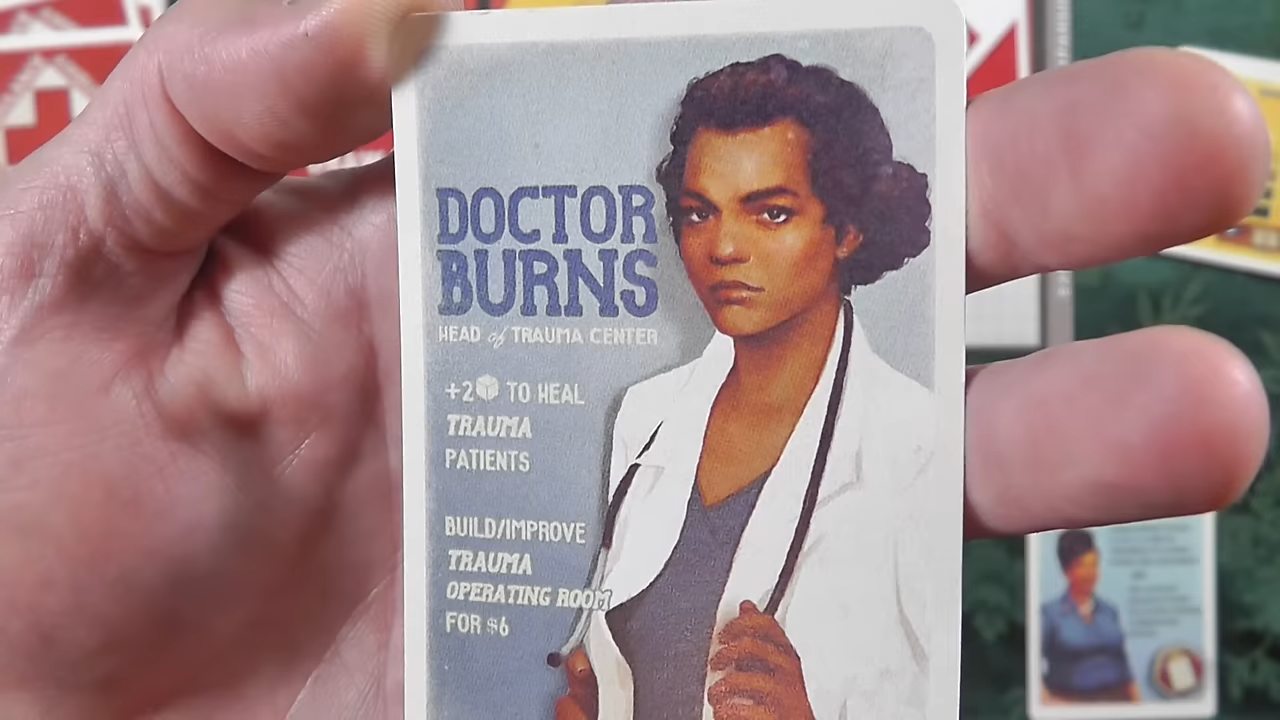 DOCTOR
BURNS
HEAD of TRAUMA CENTER
+2 TO HEAL
TRAUMA
PATIENTS
BUILD/IMPROVE
TRAUMA
OPERATING ROOM
FOR $6